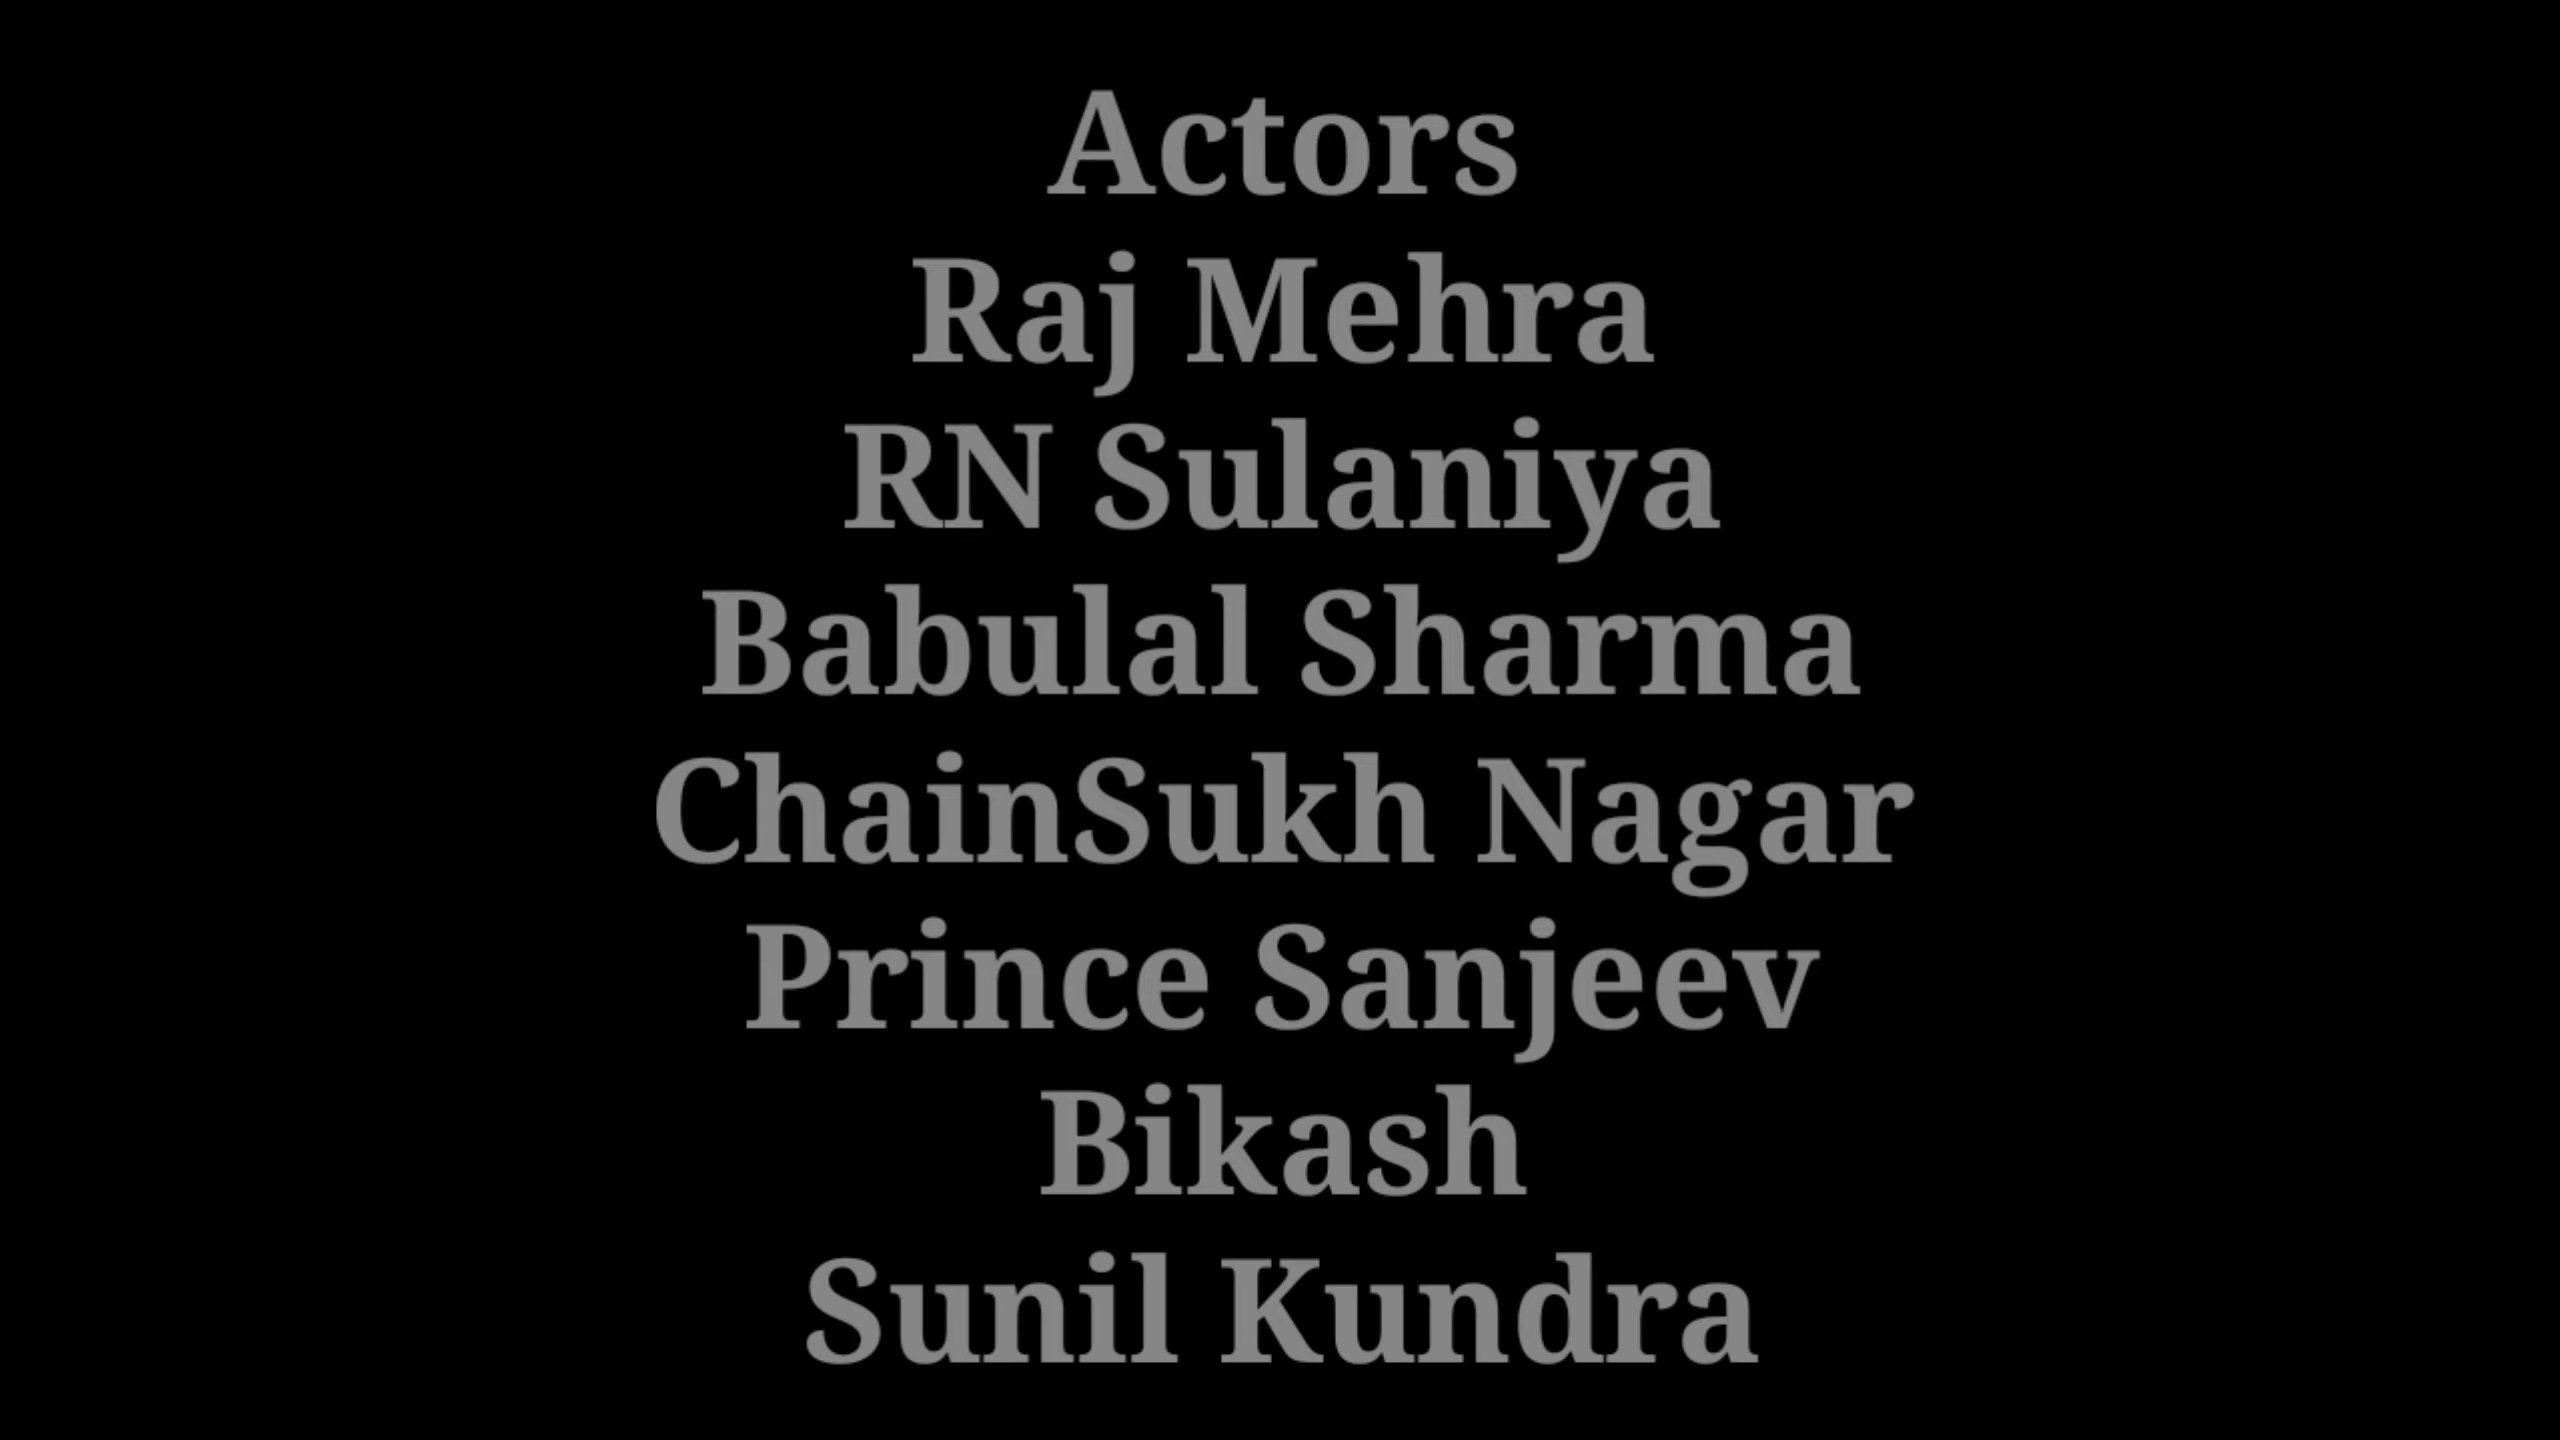 Actors
Raj Mehra
RN Sulaniya
Babulal Sharma
ChainSukh Nagar
Prince Sanjeev
Bikash
Sunil Kundra